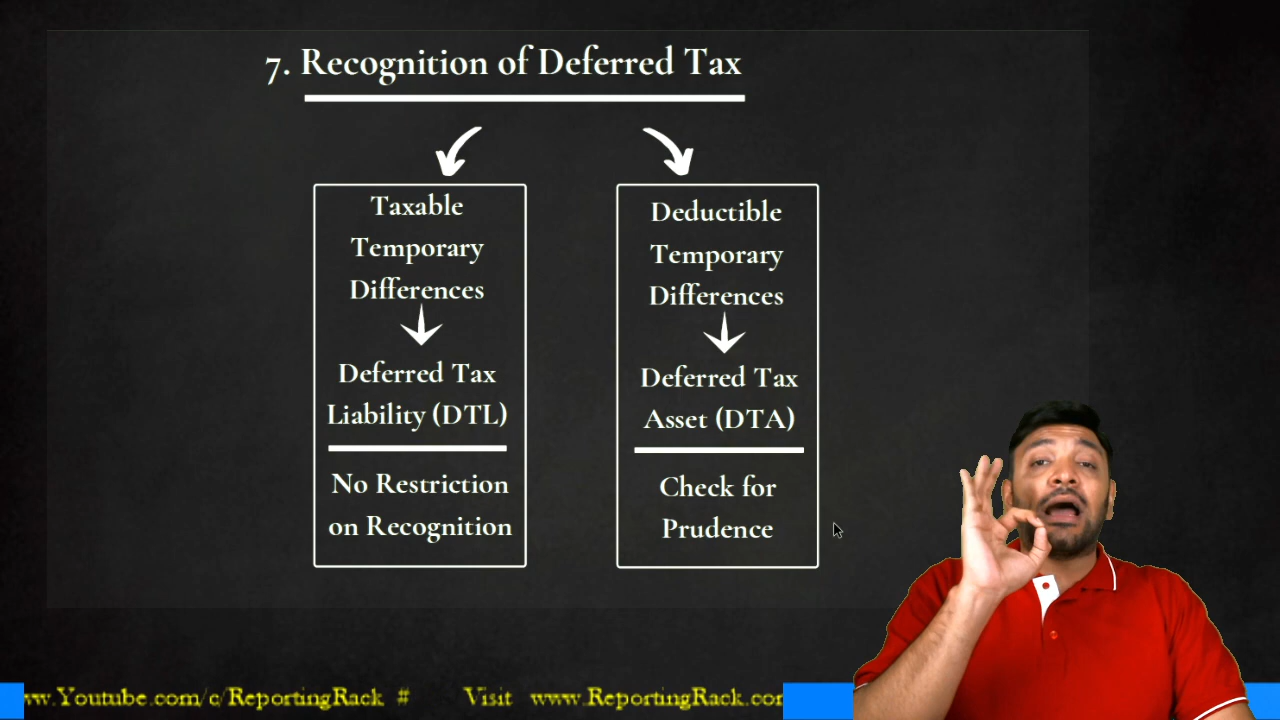 7. Recognition of Deferred Tax
Taxable
Temporary
Differences
Deferred Tax
Liability (DTL)
No Restriction
on Recognition
Deductible
Temporary
Differences
Deferred Tax
Asset (DTA)
Check for
Prudence
w.Youtube.com/c/ReportingRack # Visit www.ReportingRack.com